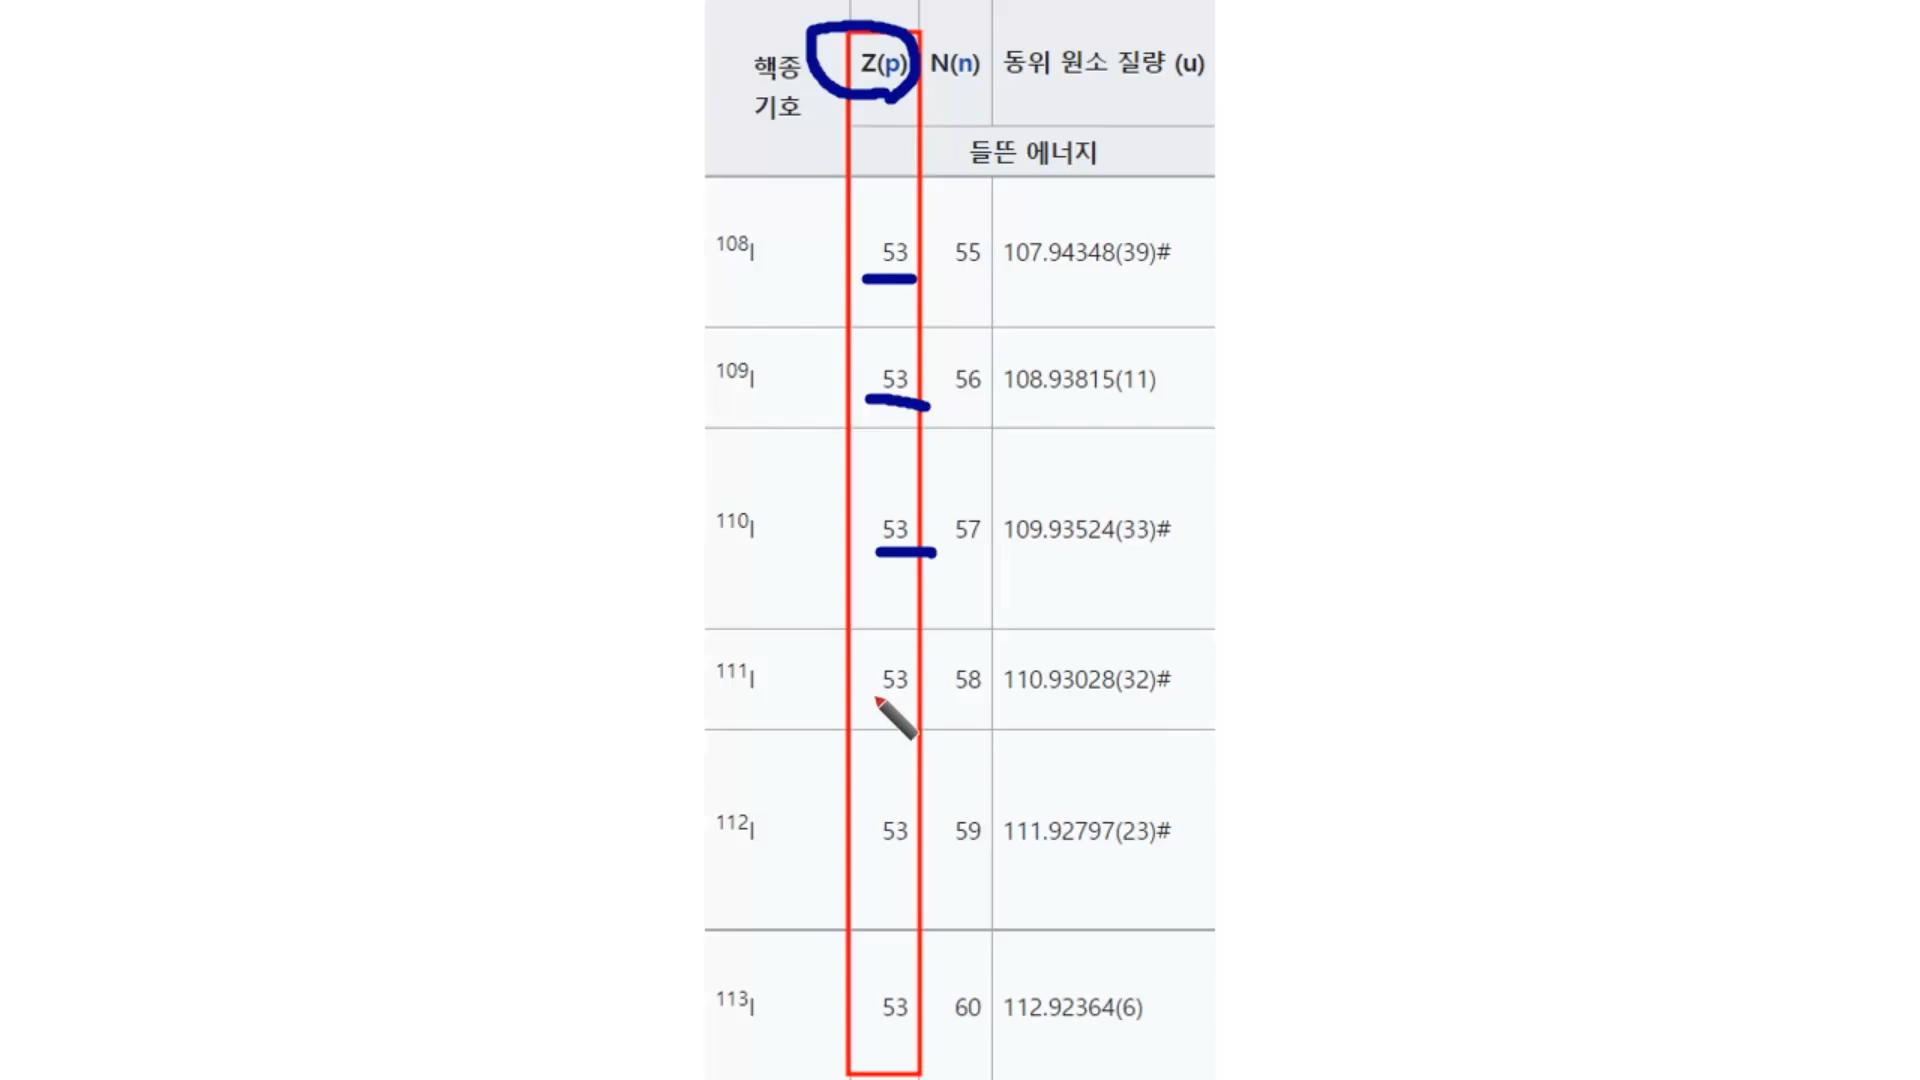 핵종
기호
Z(p) N(n) 동위 원소 질량 (u)
들뜬 에너지
108I 53 55 107.94348(39)#
109I 53 56 108.93815(11)
110I 53 57 109.93524(33)#
111I 53 58 110.93028(32)#
112I 53 59 111.92797(23)#
113I 53 60 112.92364(6)